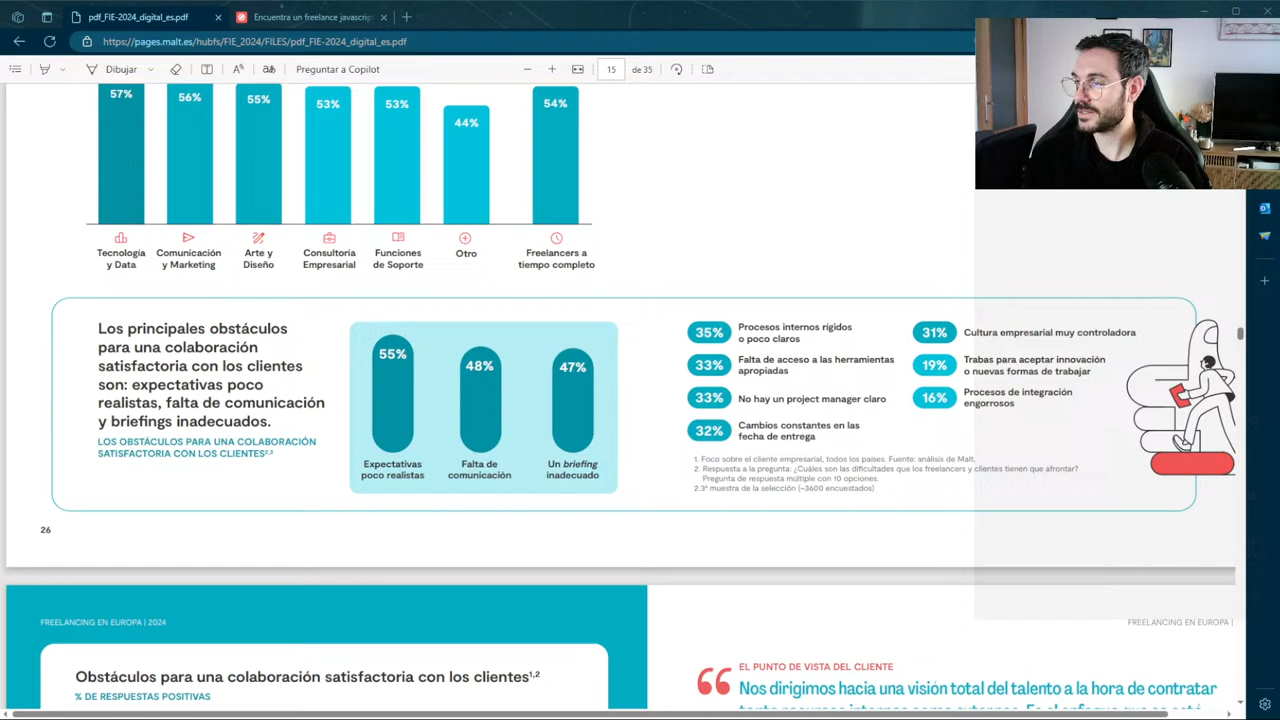 pdf_FIE-2024_digital_es.pdf
Encuentra un freelance javascrip
https://pages.malt.es/hubfs/FIE_2024/FILES/pdf_FIE-2024_digital_es.pdf
Dibujar
Preguntar a Copilot
15
de 35
57%
56%
55%
53%
53%
44%
54%
Tecnología
y Data
Comunicación
y Marketing
Arte y
Diseño
Consultoría
Empresarial
Funciones
de Soporte
Otro
Freelancers a
tiempo completo
Los principales obstáculos
para una colaboración
satisfactoria con los clientes
son: expectativas poco
realistas, falta de comunicación
y briefings inadecuados.
LOS OBSTÁCULOS PARA UNA COLABORACIÓN
SATISFACTORIA CON LOS CLIENTES2,3
55%
Expectativas
poco realistas
48%
Falta de
comunicación
47%
Un briefing
inadecuado
35%
Procesos internos rígidos
o poco claros
33%
Falta de acceso a las herramientas
apropiadas
33%
No hay un project manager claro
32%
Cambios constantes en las
fecha de entrega
31%
Cultura empresarial muy controladora
19%
Trabas para aceptar innovación
o nuevas formas de trabajar
16%
Procesos de integración
engorrosos
1. Foco sobre el cliente empresarial, todos los países. Fuente: análisis de Malt.
2. Respuesta a la pregunta: ¿Cuáles son las dificultades que los freelancers y clientes tienen que afrontar?
Pregunta de respuesta múltiple con 10 opciones.
2.3ª muestra de la selección (~3600 encuestados)
26
FREELANCING EN EUROPA | 2024
Obstáculos para una colaboración satisfactoria con los clientes1,2
% DE RESPUESTAS POSITIVAS
FREELANCING EN EUROPA |
EL PUNTO DE VISTA DEL CLIENTE
Nos dirigimos hacia una visión total del talento a la hora de contratar